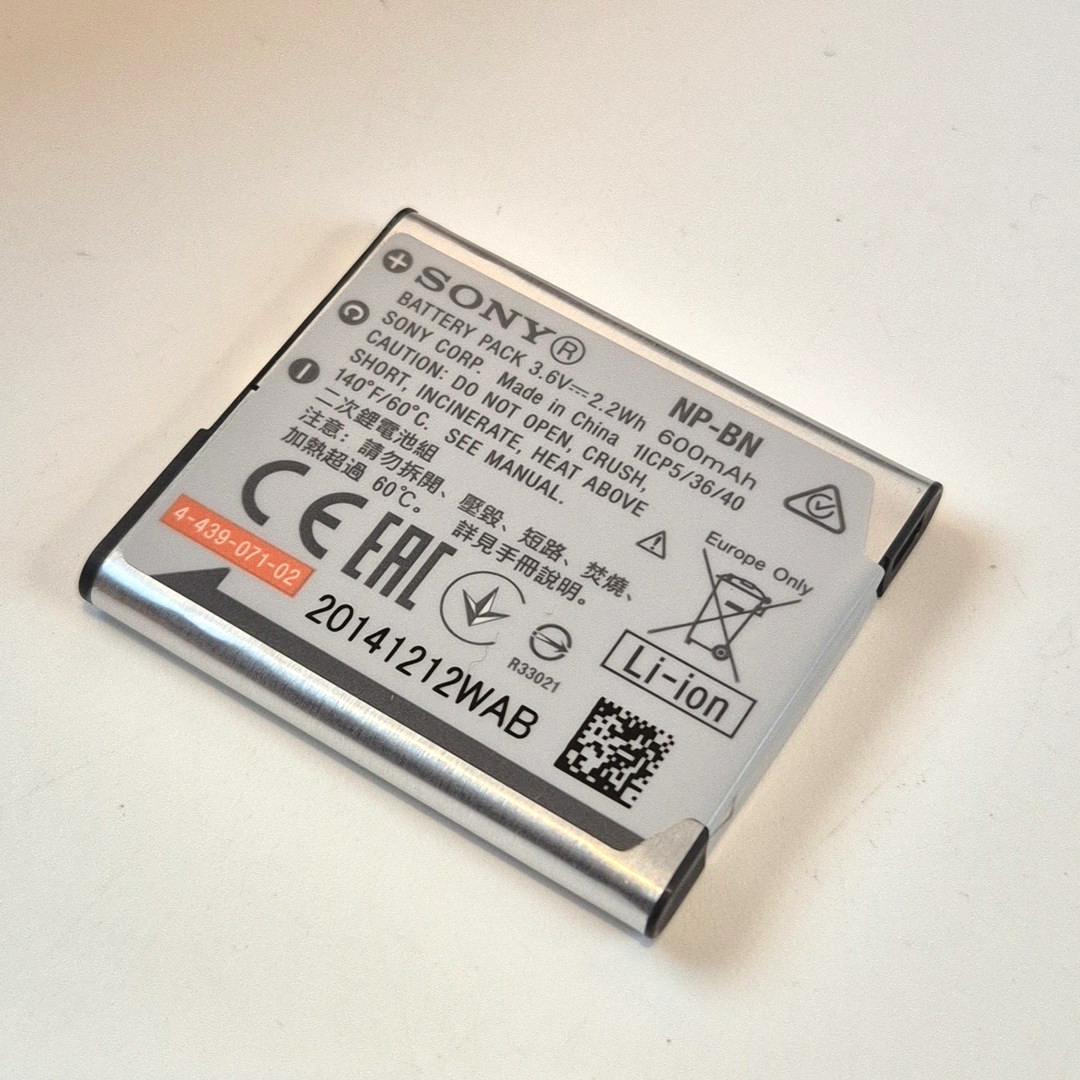 SONY®
NP-BN
BATTERY PACK 3.6V⎓2.2Wh 600mAh
SONY CORP. Made in China 1ICP5/36/40
CAUTION: DO NOT OPEN, CRUSH,
SHORT, INCINERATE, HEAT ABOVE
140°F/60°C. SEE MANUAL.
二次鋰電池組
注意：請勿拆開、壓毀、短路、焚燒、
加熱超過 60°C。 詳見手冊說明。
CE EAC
Europe Only
4-439-071-02
R33021
Li-ion
20141212WAB